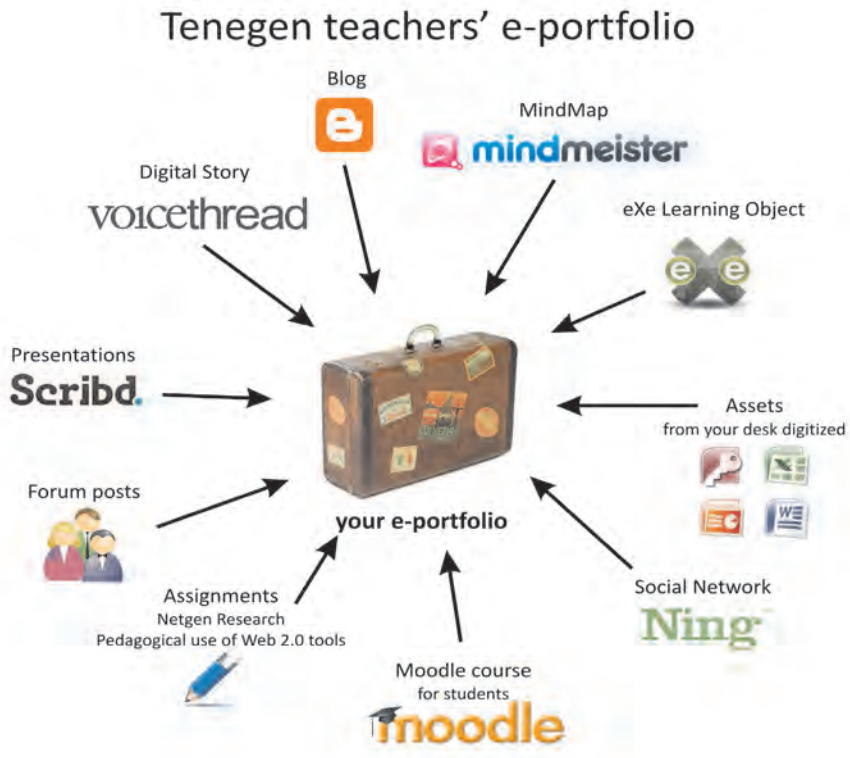 Tenegen teachers' e-portfolio
Blog
MindMap
mindmeister
Digital Story
voicethread
eXe Learning Object
e X e
Presentations
Scribd.
Assets
from your desk digitized
Forum posts
your e-portfolio
Assignments
Netgen Research
Pedagogical use of Web 2.0 tools
Social Network
Ning
Moodle course
for students
moodle